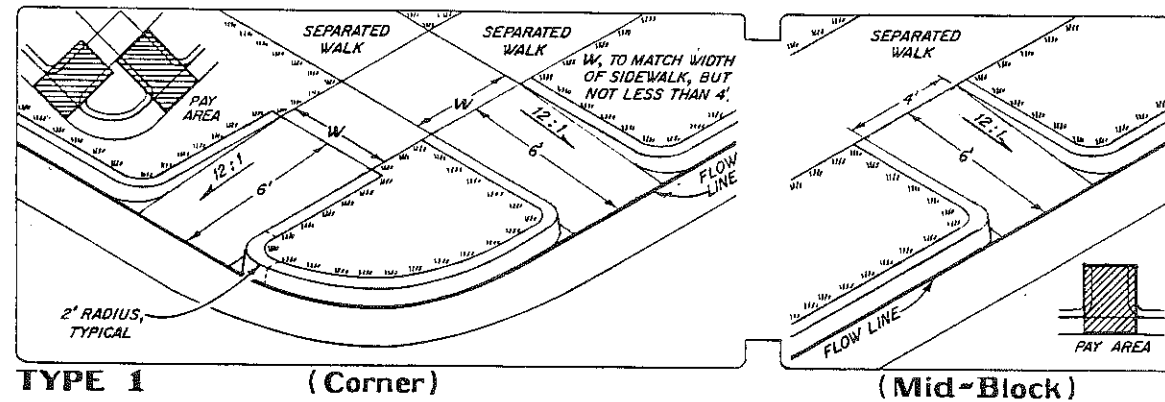 SEPARATED
WALK
SEPARATED
WALK
W, TO MATCH WIDTH
OF SIDEWALK, BUT
NOT LESS THAN 4'.
PAY
AREA
W
W
12:1
6'
12:1
6'
FLOW
LINE
2' RADIUS,
TYPICAL
TYPE 1 (Corner)
SEPARATED
WALK
4'
12:1
6'
FLOW LINE
PAY AREA
(Mid-Block)